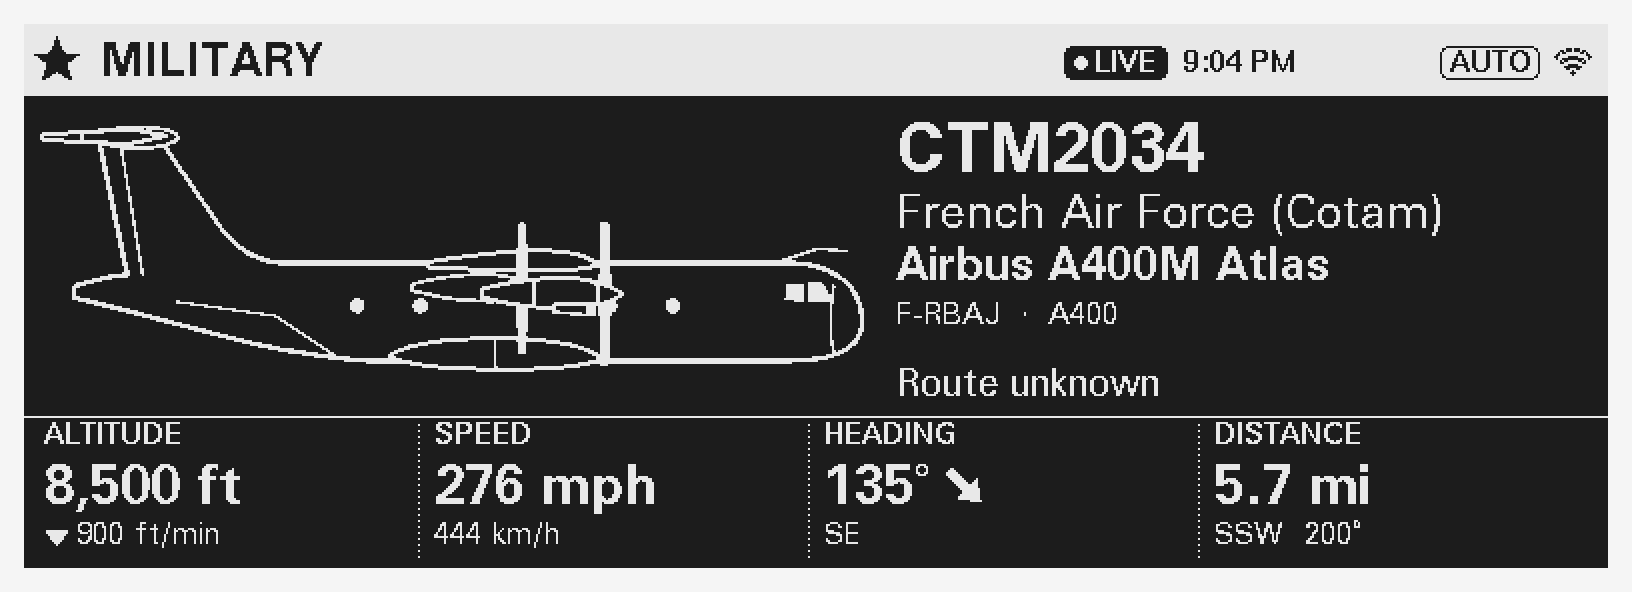 MILITARY LIVE 9:04 PM AUTO
CTM2034
French Air Force (Cotam)
Airbus A400M Atlas
F-RBAJ · A400
Route unknown
ALTITUDE SPEED HEADING DISTANCE
8,500 ft 276 mph 135° 5.7 mi
900 ft/min 444 km/h SE SSW 200°